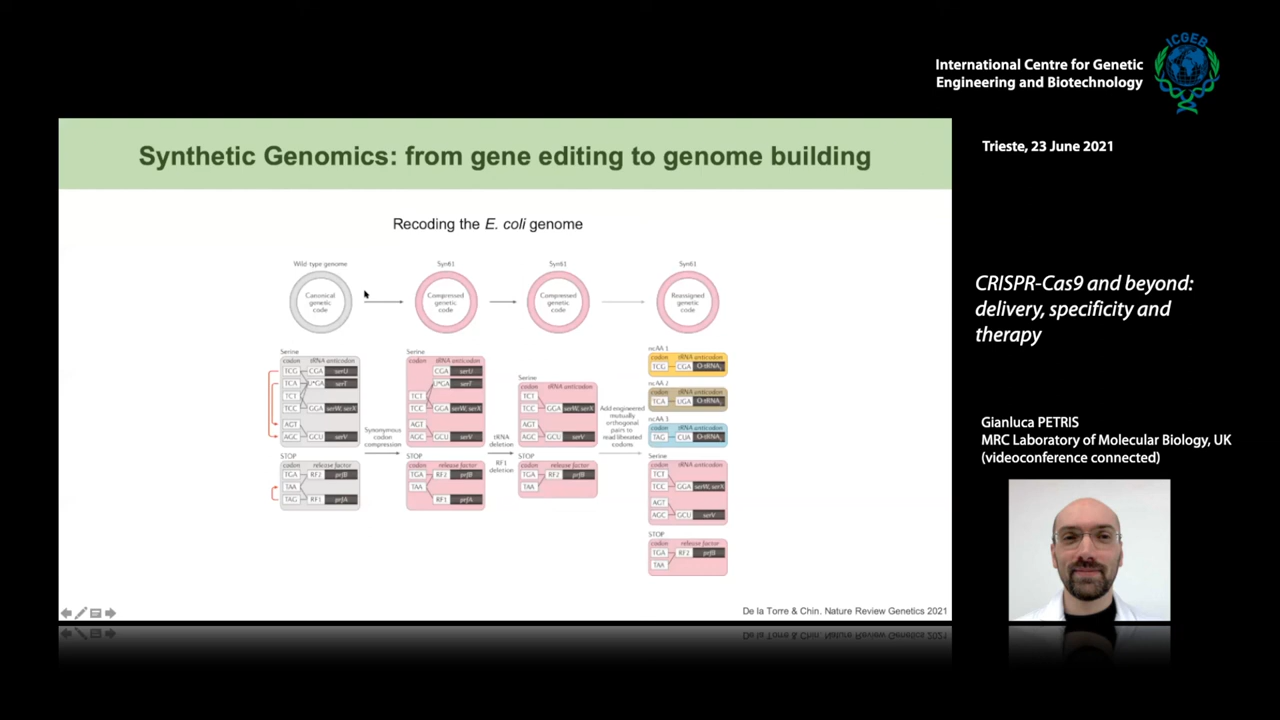 ICGEB
International Centre for Genetic
Engineering and Biotechnology
Trieste, 23 June 2021
Synthetic Genomics: from gene editing to genome building
Recoding the E. coli genome
Wild type genome
Syn61
Syn61
Syn61
Canonical
genetic
code
Compressed
genetic
code
Compressed
genetic
code
Reassigned
genetic
code
Serine
codon tRNA anticodon
TCG CGA serU
TCA U*GA serT
TCT
TCC GGA serW, serX
AGT
AGC GCU serV
STOP
codon release factor
TGA RF2 prfB
TAA
TAG RF1 prfA
Synonymous
codon
compression
Serine
codon tRNA anticodon
CGA serU
U*GA serT
TCT
TCC GGA serW, serX
AGT
AGC GCU serV
STOP
codon release factor
TGA RF2 prfB
TAA
RF1 prfA
tRNA
deletion
RF1
deletion
Serine
codon tRNA anticodon
TCT
TCC GGA serW, serX
AGT
AGC GCU serV
STOP
codon release factor
TGA RF2 prfB
TAA
Add engineered
mutually
orthogonal
pairs to
read liberated
codons
ncAA 1
codon tRNA anticodon
TCG CGA O-tRNA
ncAA 2
codon tRNA anticodon
TGA UGA O-tRNA
ncAA 3
codon tRNA anticodon
TAG CUA O-tRNA
Serine
codon tRNA anticodon
TCT
TCC GGA serW, serX
AGT
AGC GCU serV
STOP
codon release factor
TGA RF2 prfB
TAA
De la Torre & Chin. Nature Review Genetics 2021
CRISPR-Cas9 and beyond:
delivery, specificity and
therapy
Gianluca PETRIS
MRC Laboratory of Molecular Biology, UK
(videoconference connected)